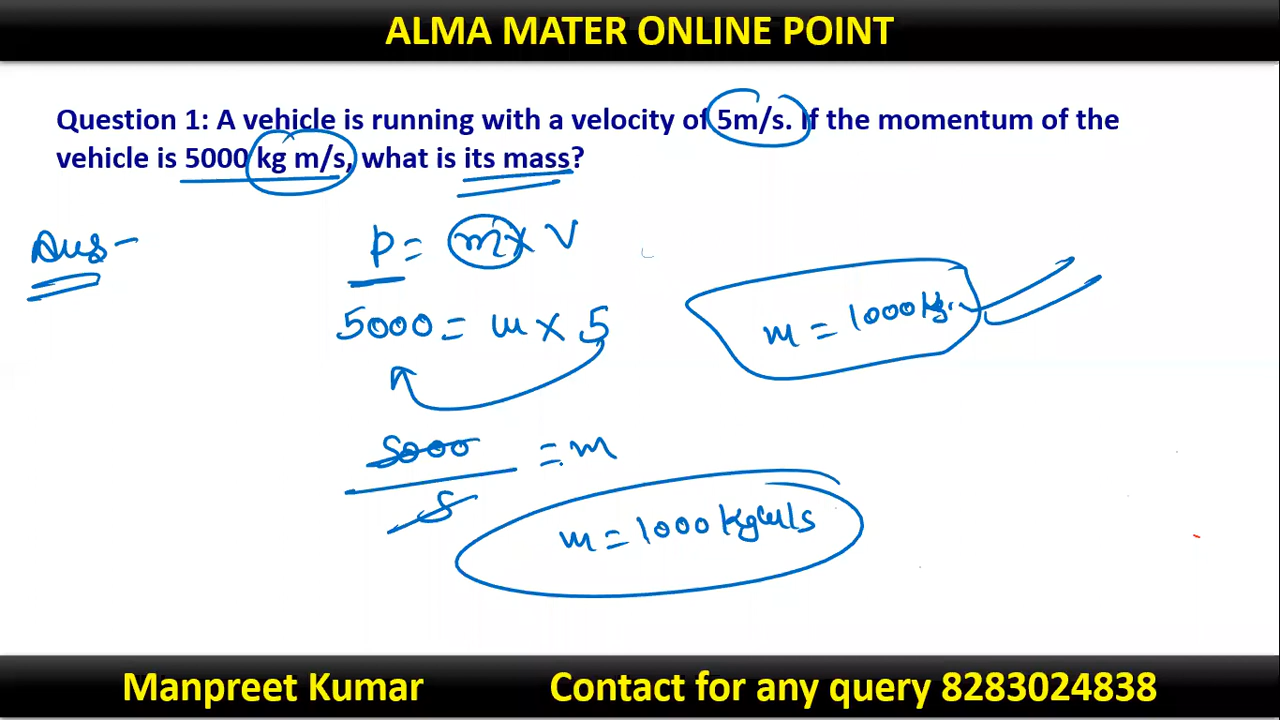 ALMA MATER ONLINE POINT
Question 1: A vehicle is running with a velocity of 5m/s. If the momentum of the
vehicle is 5000 kg m/s, what is its mass?
Ans -
P = m x V
5000 = m x 5
5000
5
= m
m = 1000 kgm/s
m = 1000 kg.
Manpreet Kumar
Contact for any query 8283024838